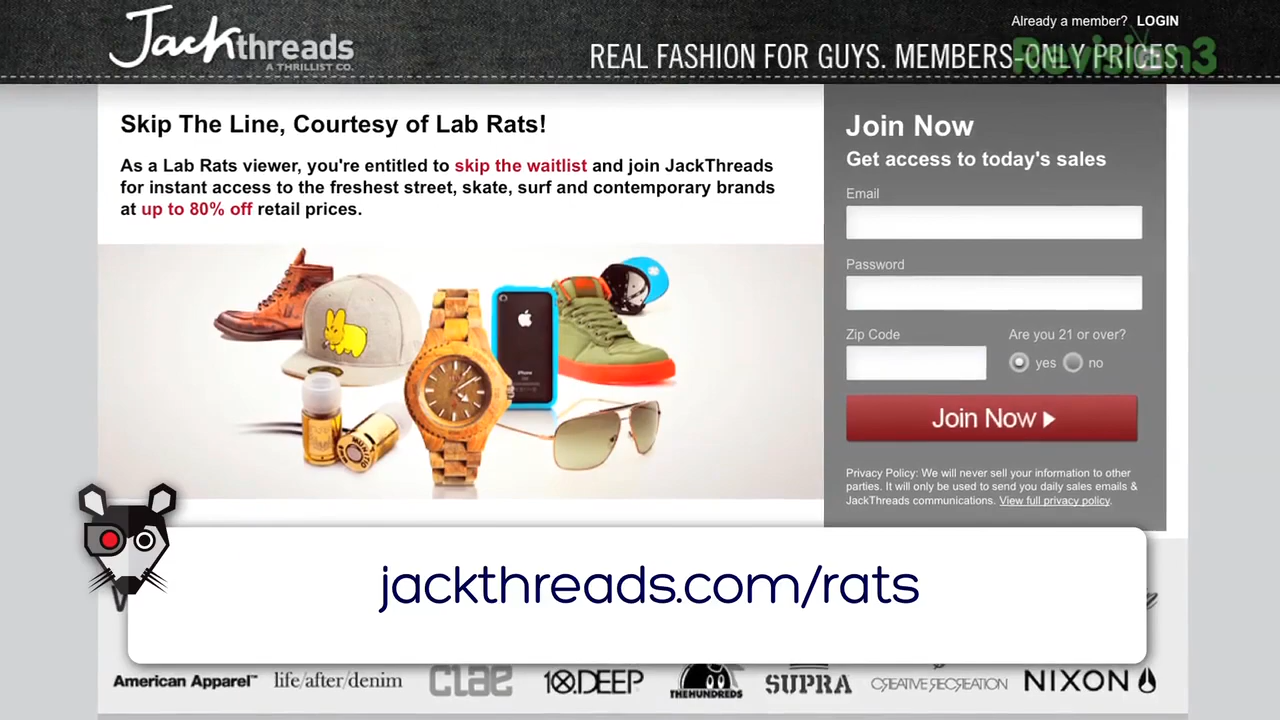 Already a member? LOGIN
Jackthreads
A THRILLIST CO.
REAL FASHION FOR GUYS. MEMBERS-ONLY PRICES.
Revision3
Skip The Line, Courtesy of Lab Rats!
As a Lab Rats viewer, you're entitled to skip the waitlist and join JackThreads
for instant access to the freshest street, skate, surf and contemporary brands
at up to 80% off retail prices.
Join Now
Get access to today's sales
Email
Password
Zip Code
Are you 21 or over?
yes no
Join Now
Privacy Policy: We will never sell your information to other
parties. It will only be used to send you daily sales emails &
JackThreads communications. View full privacy policy.
iPhone
jackthreads.com/rats
American Apparel™
life/after/denim
CLAE
10.DEEP
THE HUNDREDS
SUPRA
CREATIVE RECREATION
NIXON